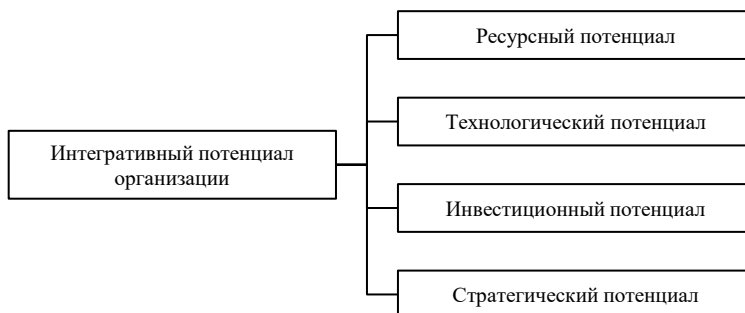 Ресурсный потенциал
Технологический потенциал
Интегративный потенциал
организации
Инвестиционный потенциал
Стратегический потенциал